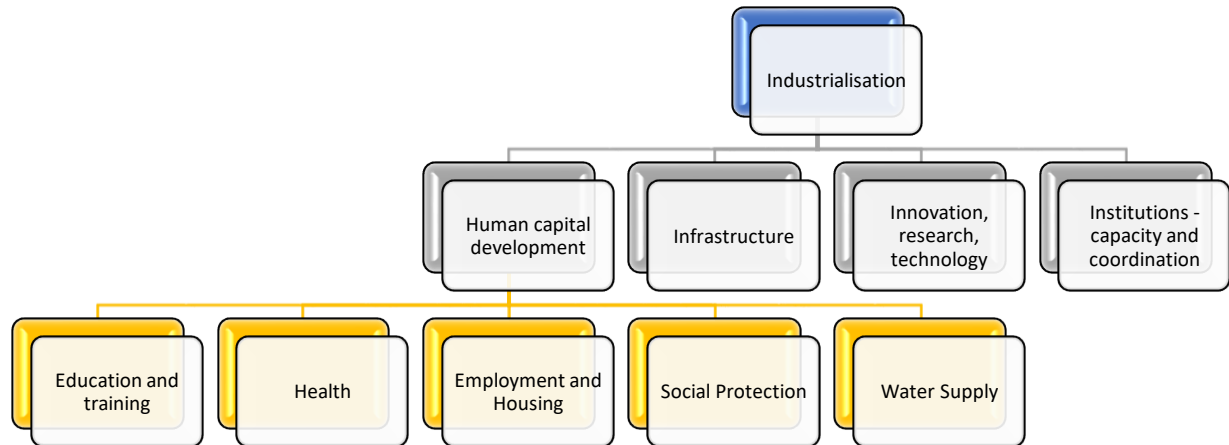 Industrialisation
Human capital
development
Infrastructure
Innovation,
research,
technology
Institutions -
capacity and
coordination
Education and
training
Health
Employment and
Housing
Social Protection
Water Supply